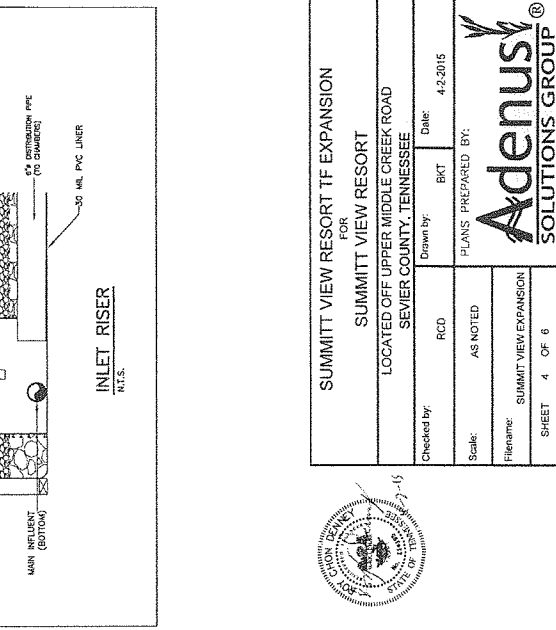 6"ø DISTRIBUTION PIPE
(TO CHAMBERS)
30 MIL PVC LINER
MAIN INFLUENT
(BOTTOM)
INLET RISER
N.T.S.
ROY CHON DENNEY
STATE OF TENNESSEE
SUMMITT VIEW RESORT TF EXPANSION
FOR
SUMMITT VIEW RESORT
LOCATED OFF UPPER MIDDLE CREEK ROAD
SEVIER COUNTY, TENNESSEE
Checked by:
RCD
Drawn by:
BKT
Date:
4-2-2015
Scale:
AS NOTED
Filename:
SUMMIT VIEW EXPANSION
SHEET 4 OF 6
PLANS PREPARED BY:
Adenus®
SOLUTIONS GROUP